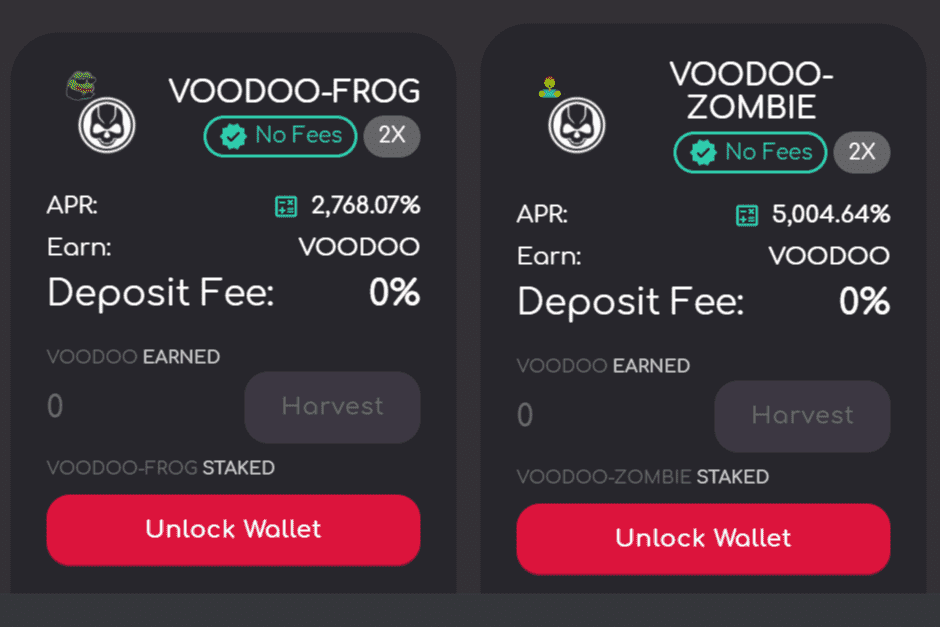 VOODOO-FROG
No Fees 2X
APR: 2,768.07%
Earn: VOODOO
Deposit Fee: 0%
VOODOO EARNED
0 Harvest
VOODOO-FROG STAKED
Unlock Wallet
VOODOO-
ZOMBIE
No Fees 2X
APR: 5,004.64%
Earn: VOODOO
Deposit Fee: 0%
VOODOO EARNED
0 Harvest
VOODOO-ZOMBIE STAKED
Unlock Wallet